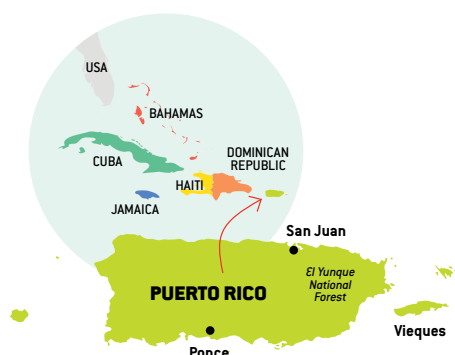 USA
BAHAMAS
CUBA
DOMINICAN
REPUBLIC
HAITI
JAMAICA
San Juan
El Yunque
National
Forest
PUERTO RICO
Vieques
Ponce